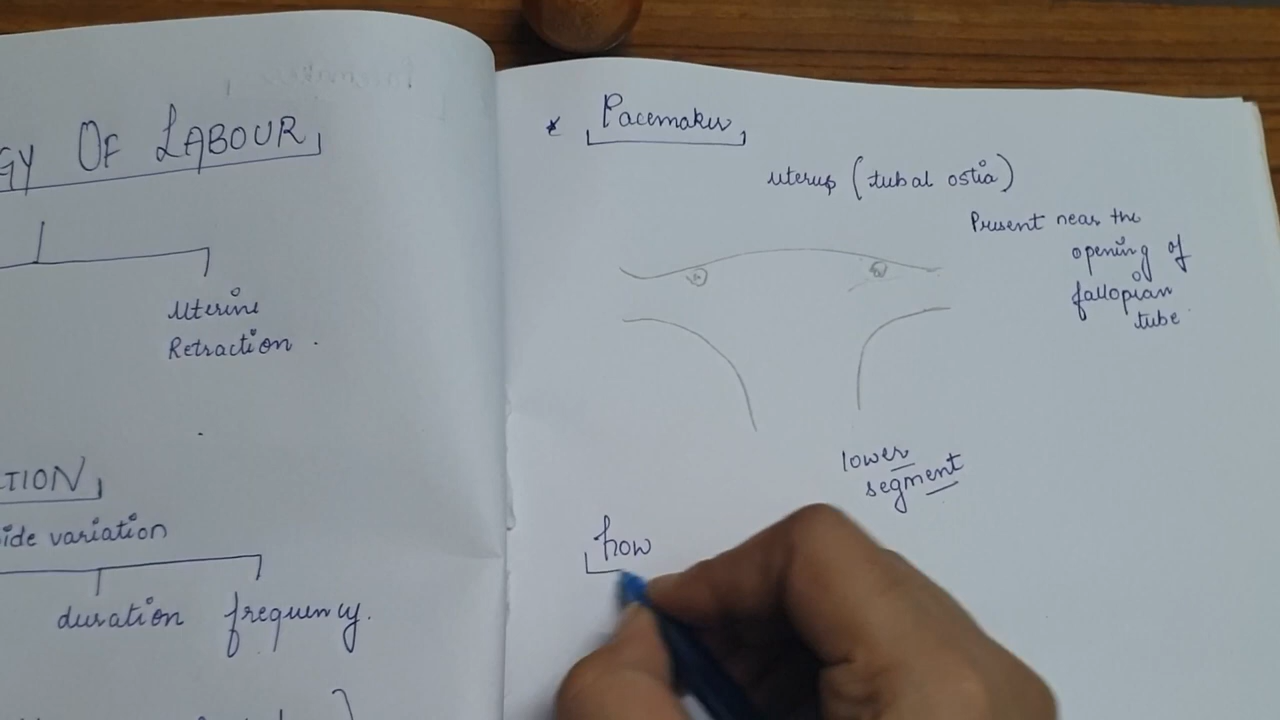 GY OF LABOUR
Uterine
Retraction .
TION
ide variation
duration frequency.
* Pacemaker
uterus (tubal ostia)
Present near the
opening of
fallopian
tube
lower
segment
how